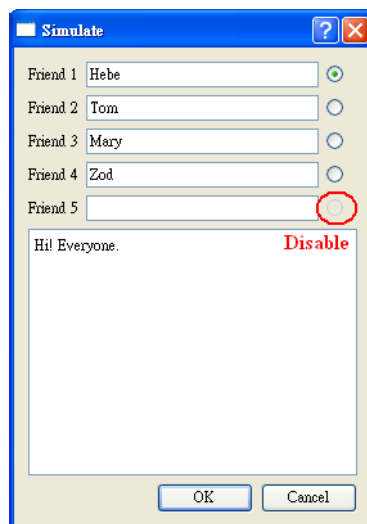 Simulate
Friend 1 Hebe
Friend 2 Tom
Friend 3 Mary
Friend 4 Zod
Friend 5
Hi! Everyone. Disable
OK Cancel